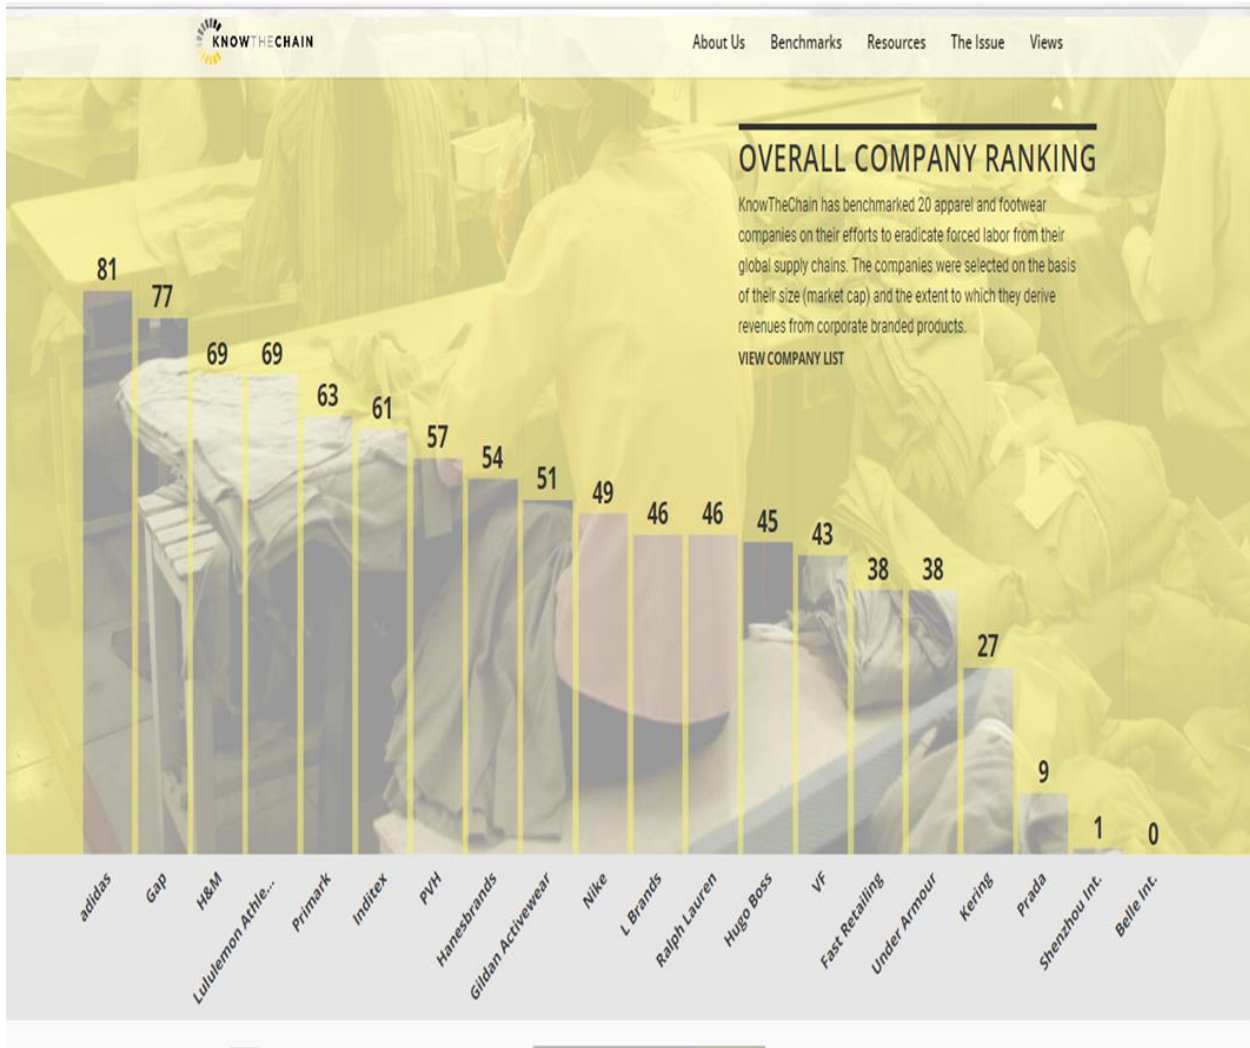 KNOWTHECHAIN
About Us Benchmarks Resources The Issue Views
OVERALL COMPANY RANKING
KnowTheChain has benchmarked 20 apparel and footwear
companies on their efforts to eradicate forced labor from their
global supply chains. The companies were selected on the basis
of their size (market cap) and the extent to which they derive
revenues from corporate branded products.
VIEW COMPANY LIST
81
77
69
69
63
61
57
54
51
49
46
46
45
43
38
38
27
9
1
0
adidas
Gap
H&M
Lululemon Athle...
Primark
Inditex
PVH
Hanesbrands
Gildan Activewear
Nike
L Brands
Ralph Lauren
Hugo Boss
VF
Fast Retailing
Under Armour
Kering
Prada
Shenzhou Int.
Belle Int.